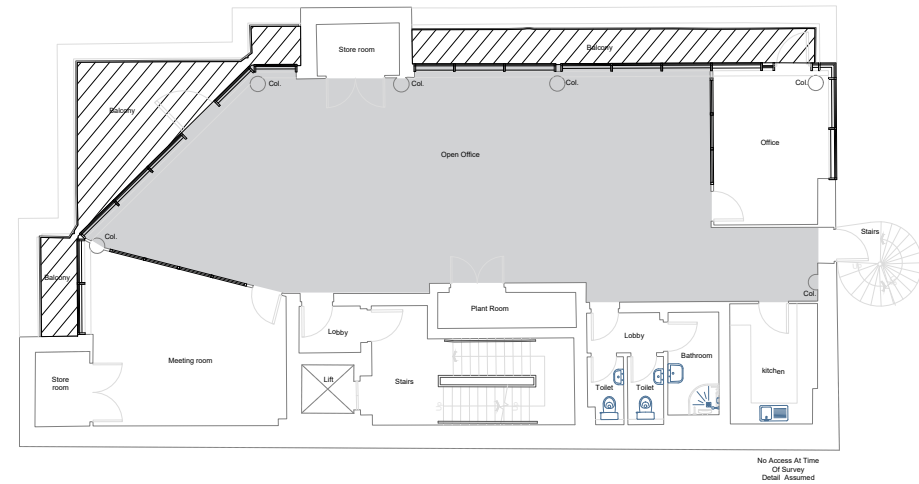 Store room
Balcony
Col.
Col.
Col.
Col.
Balcony
Office
Open Office
Stairs
Col.
Balcony
Col.
Plant Room
Lobby
Lobby
Meeting room
Bathroom
kitchen
Store
room
Lift
Stairs
Toilet
Toilet
No Access At Time
Of Survey
Detail Assumed